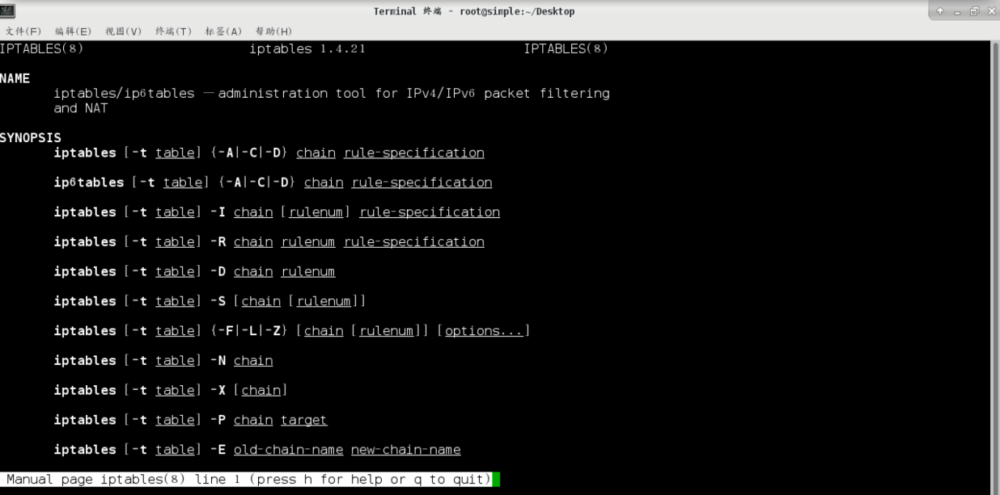 Terminal 终端 - root@simple:~/Desktop
文件(F) 编辑(E) 视图(V) 终端(T) 标签(A) 帮助(H)
IPTABLES(8) iptables 1.4.21 IPTABLES(8)
NAME
iptables/ip6tables — administration tool for IPv4/IPv6 packet filtering
and NAT
SYNOPSIS
iptables [-t table] {-A|-C|-D} chain rule-specification
ip6tables [-t table] {-A|-C|-D} chain rule-specification
iptables [-t table] -I chain [rulenum] rule-specification
iptables [-t table] -R chain rulenum rule-specification
iptables [-t table] -D chain rulenum
iptables [-t table] -S [chain [rulenum]]
iptables [-t table] {-F|-L|-Z} [chain [rulenum]] [options...]
iptables [-t table] -N chain
iptables [-t table] -X [chain]
iptables [-t table] -P chain target
iptables [-t table] -E old-chain-name new-chain-name
Manual page iptables(8) line 1 (press h for help or q to quit)